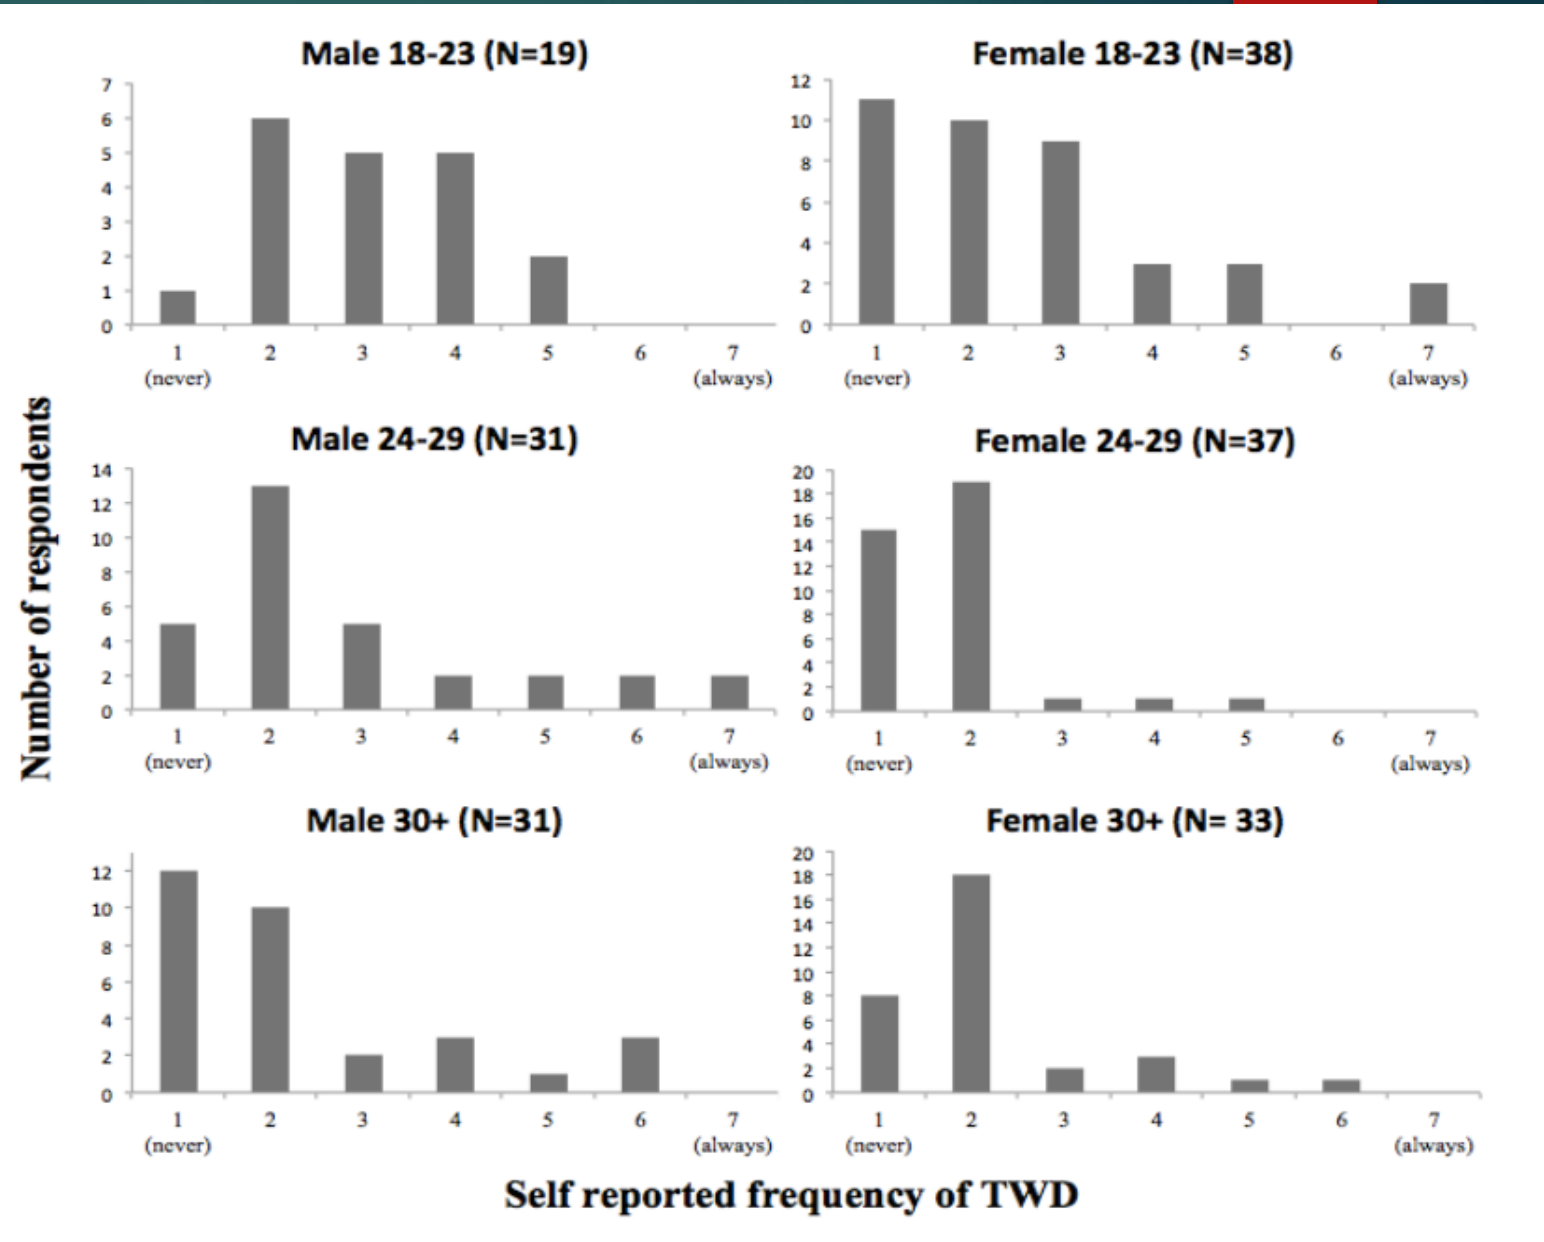 Male 18-23 (N=19)
7
6
5
4
3
2
1
0
1 2 3 4 5 6 7
(never) (always)
Female 18-23 (N=38)
12
10
8
6
4
2
0
1 2 3 4 5 6 7
(never) (always)
Number of respondents
Male 24-29 (N=31)
14
12
10
8
6
4
2
0
1 2 3 4 5 6 7
(never) (always)
Female 24-29 (N=37)
20
18
16
14
12
10
8
6
4
2
0
1 2 3 4 5 6 7
(never) (always)
Male 30+ (N=31)
12
10
8
6
4
2
0
1 2 3 4 5 6 7
(never) (always)
Female 30+ (N= 33)
20
18
16
14
12
10
8
6
4
2
0
1 2 3 4 5 6 7
(never) (always)
Self reported frequency of TWD